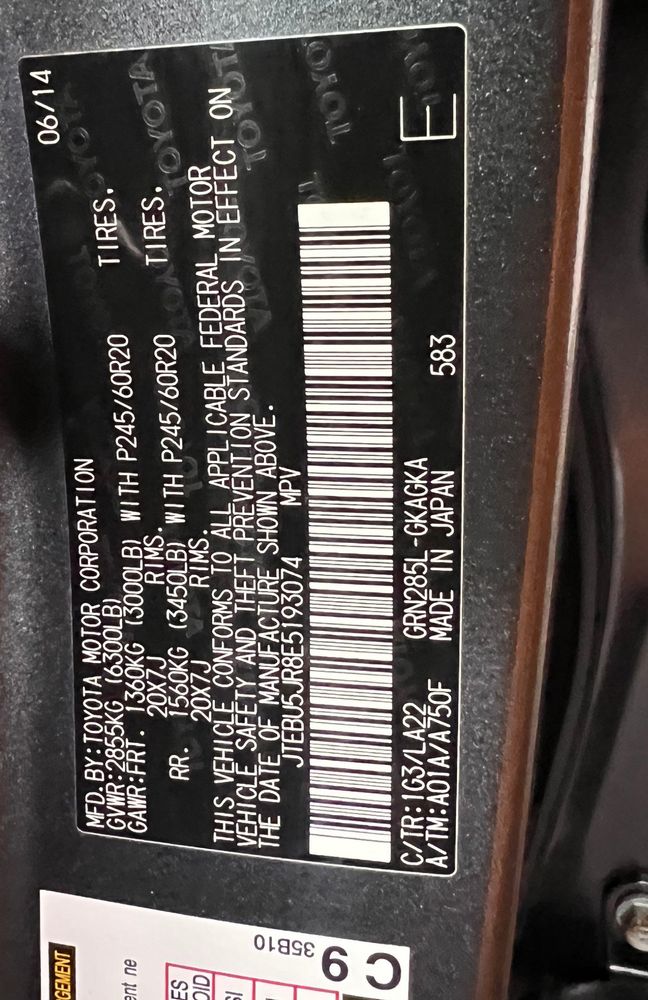 MFD.BY:TOYOTA MOTOR CORPORATION 06/14
GVWR:2855KG (6300LB)
GAWR:FRT. 1360KG (3000LB) WITH P245/60R20 TIRES.
20X7J RIMS.
RR. 1560KG (3450LB) WITH P245/60R20 TIRES.
20X7J RIMS.
THIS VEHICLE CONFORMS TO ALL APPLICABLE FEDERAL MOTOR
VEHICLE SAFETY AND THEFT PREVENTION STANDARDS IN EFFECT ON
THE DATE OF MANUFACTURE SHOWN ABOVE.
JTEBU5JR8E5193074 MPV
C/TR:1G3/LA22 GRN285L-GKAGKA
A/TM:A01A/A750F MADE IN JAPAN 583 E
C9
35B10